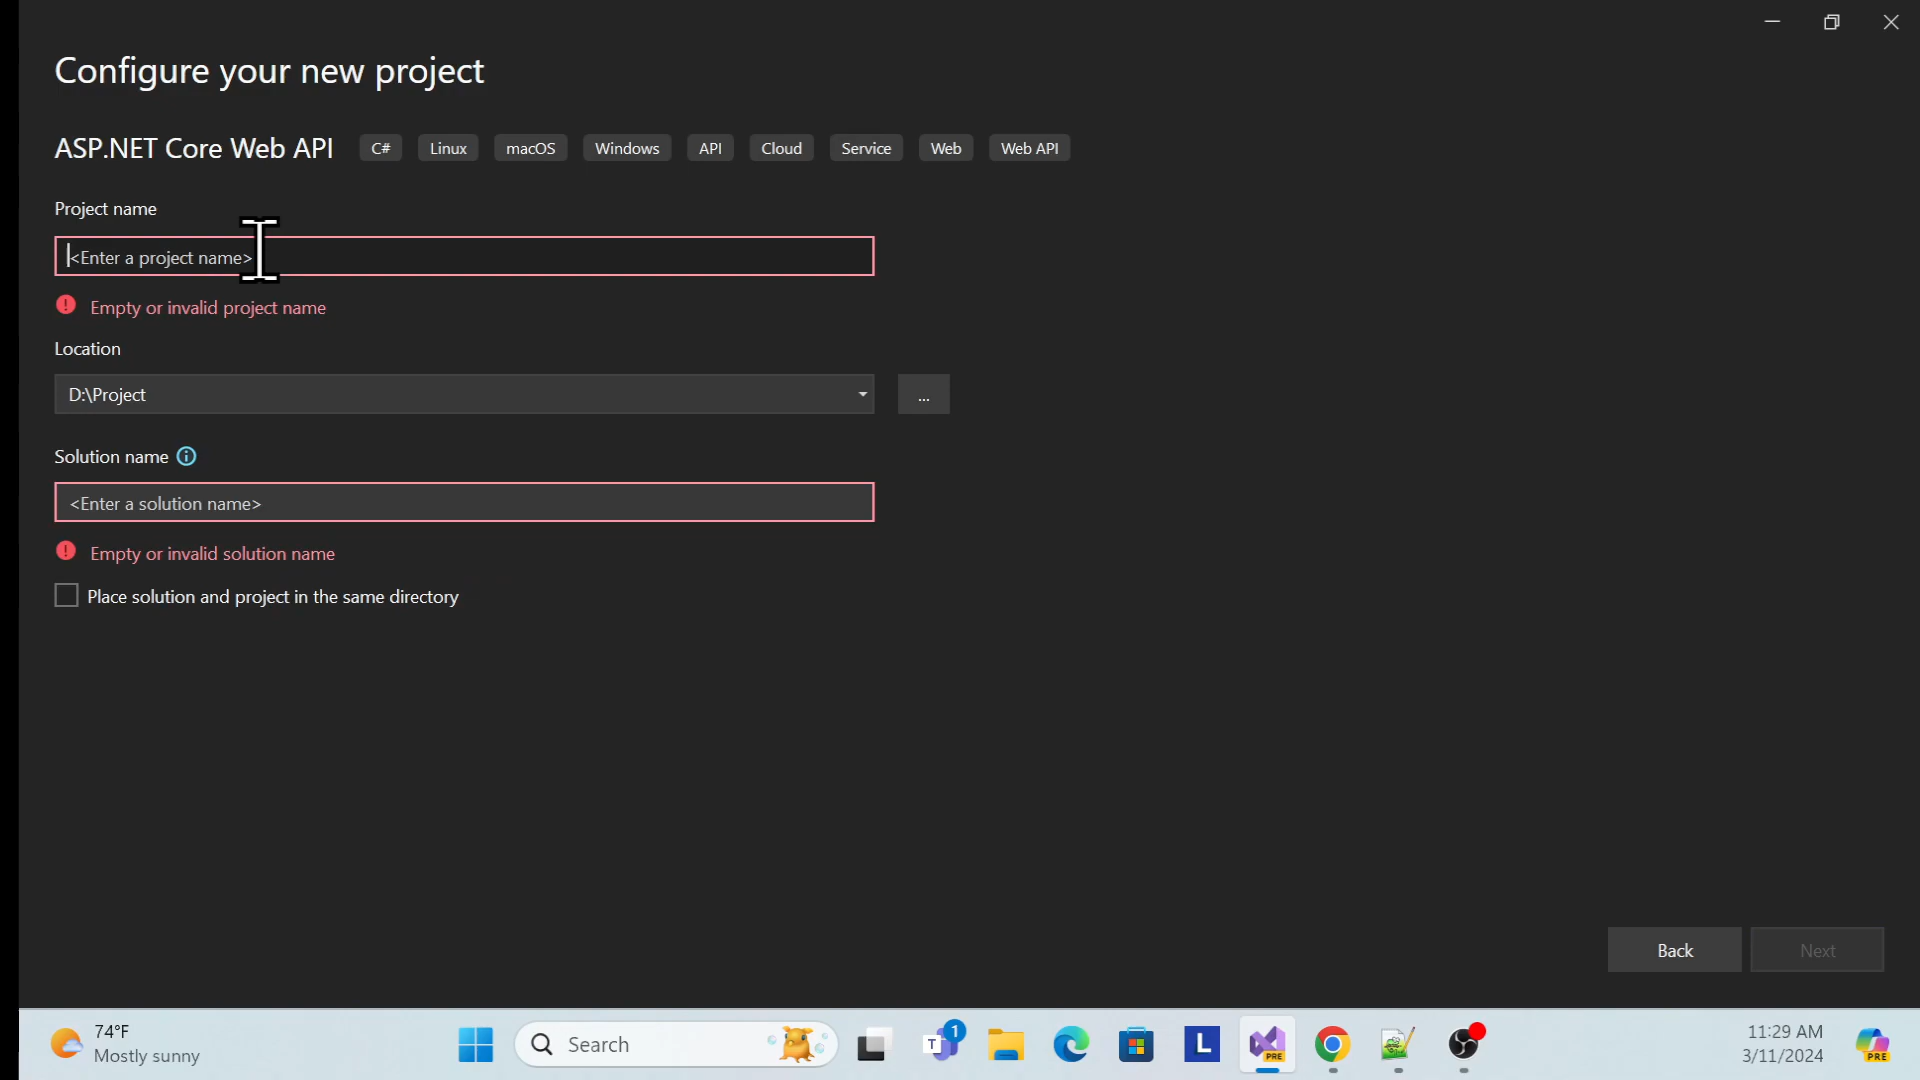 Configure your new project
ASP.NET Core Web API C# Linux macOS Windows API Cloud Service Web Web API
Project name
<Enter a project name>
Empty or invalid project name
Location
D:\Project
...
Solution name
<Enter a solution name>
Empty or invalid solution name
Place solution and project in the same directory
Back Next
74°F
Mostly sunny
Search
T 1
L
PRE
11:29 AM
3/11/2024
PRE